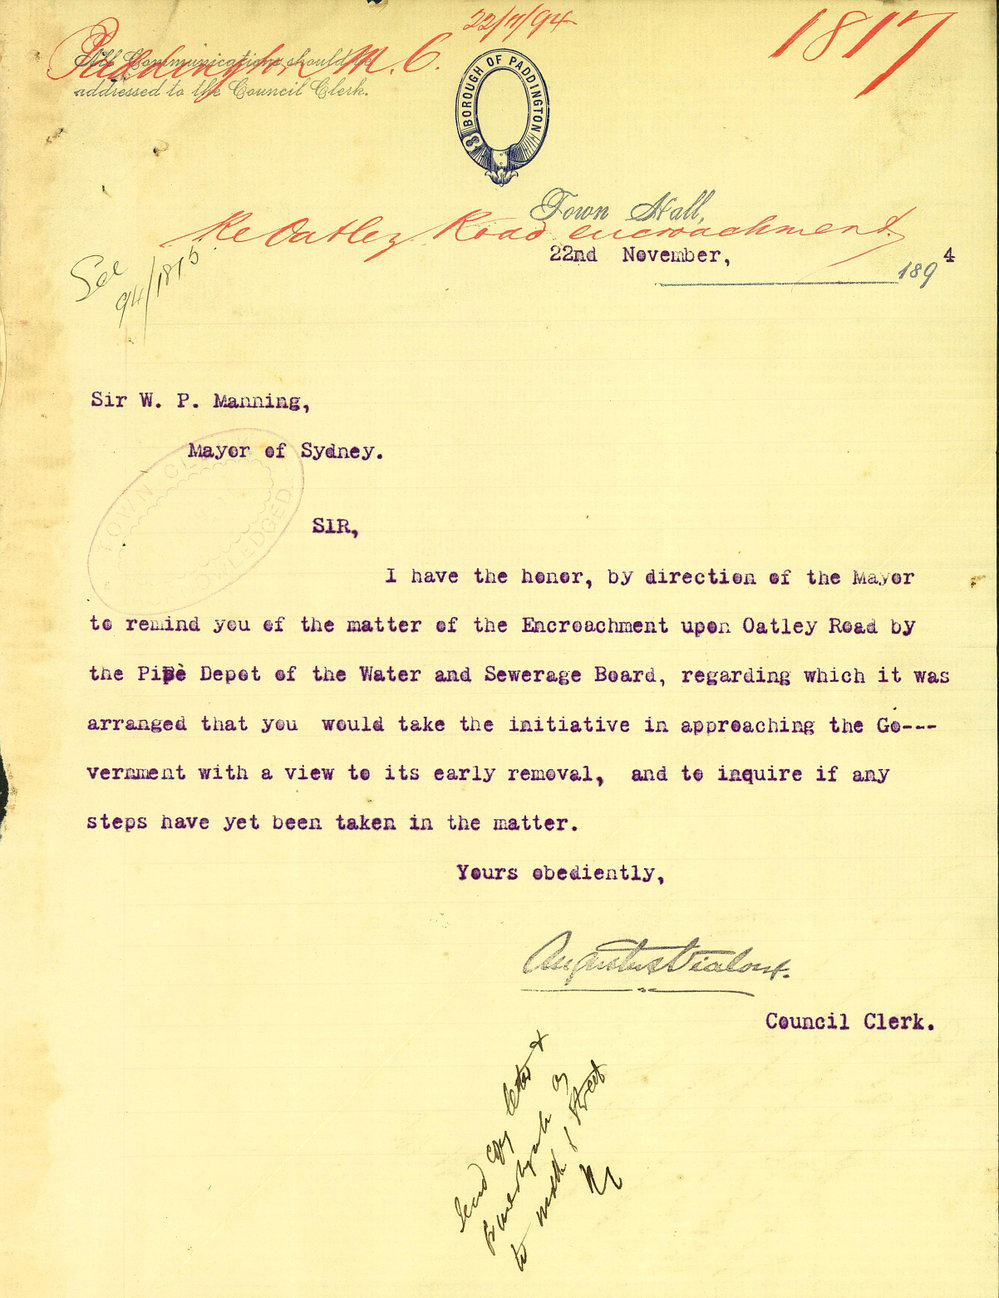 22/11/94
1817
Paddington M. C.
All Communications should be
addressed to the Council Clerk.
BOROUGH OF PADDINGTON
Town Hall,
Re Oatley Road encroachment.
22nd November, 1894
See
94/1815
Sir W. P. Manning,
Mayor of Sydney.
TOWN CL
OWLEDGED
SIR,
I have the honor, by direction of the Mayor
to remind you of the matter of the Encroachment upon Oatley Road by
the Pipè Depot of the Water and Sewerage Board, regarding which it was
arranged that you would take the initiative in approaching the Go---
vernment with a view to its early removal, and to inquire if any
steps have yet been taken in the matter.
Yours obediently,
Augustus Vialoux.
Council Clerk.
Send copy letter &
to